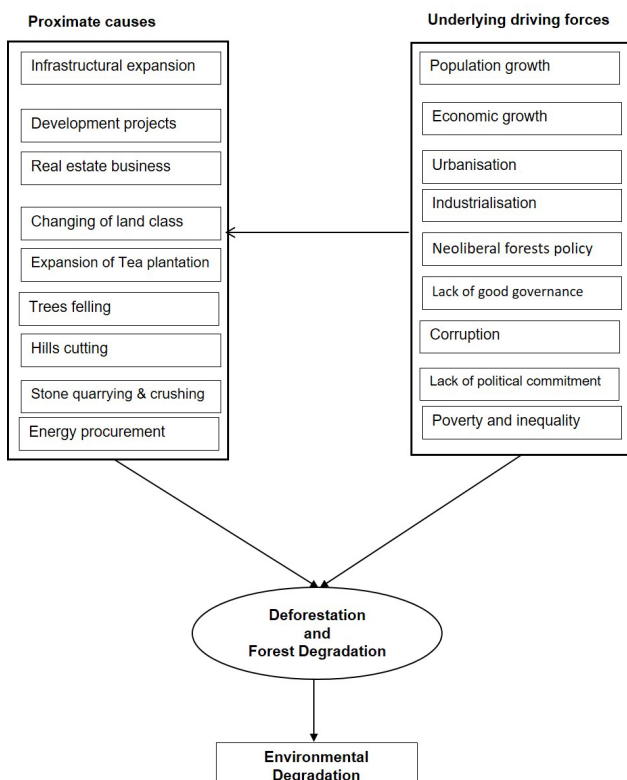 Proximate causes
Infrastructural expansion
Development projects
Real estate business
Changing of land class
Expansion of Tea plantation
Trees felling
Hills cutting
Stone quarrying & crushing
Energy procurement
Underlying driving forces
Population growth
Economic growth
Urbanisation
Industrialisation
Neoliberal forests policy
Lack of good governance
Corruption
Lack of political commitment
Poverty and inequality
Deforestation
and
Forest Degradation
Environmental
Degradation